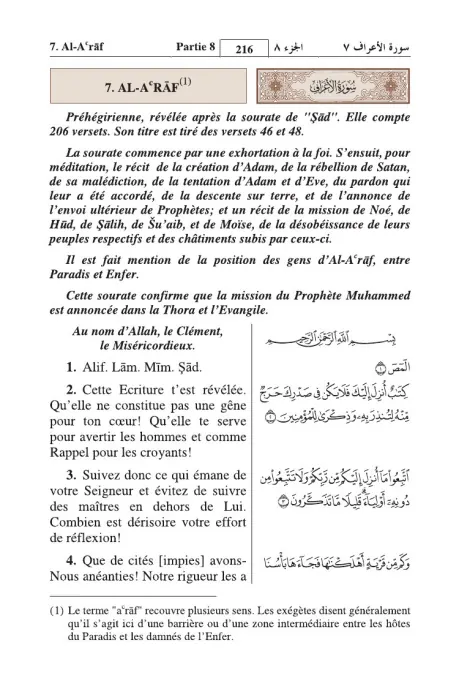 7. Al-Aᶜrāf Partie 8 216 الجزء ٨ سورة الأعراف ٧
7. AL-AᶜRĀF(1)
سُورَةُ الأَعْرَافِ
Préhégirienne, révélée après la sourate de "Ṣād". Elle compte
206 versets. Son titre est tiré des versets 46 et 48.
La sourate commence par une exhortation à la foi. S’ensuit, pour
méditation, le récit de la création d’Adam, de la rébellion de Satan,
de sa malédiction, de la tentation d’Adam et d’Eve, du pardon qui
leur a été accordé, de la descente sur terre, et de l’annonce de
l’envoi ultérieur de Prophètes; et un récit de la mission de Noé, de
Hūd, de Ṣālih, de Šu’aib, et de Moïse, de la désobéissance de leurs
peuples respectifs et des châtiments subis par ceux-ci.
Il est fait mention de la position des gens d’Al-Aᶜrāf, entre
Paradis et Enfer.
Cette sourate confirme que la mission du Prophète Muhammed
est annoncée dans la Thora et l’Evangile.
Au nom d’Allah, le Clément,
le Miséricordieux.
بِسْمِ اللَّهِ الرَّحْمَٰنِ الرَّحِيمِ
1. Alif. Lām. Mīm. Ṣād.
الٓمٓصٓ ١
2. Cette Ecriture t’est révélée.
Qu’elle ne constitue pas une gêne
pour ton cœur! Qu’elle te serve
pour avertir les hommes et comme
Rappel pour les croyants!
كِتَٰبٌ أُنزِلَ إِلَيْكَ فَلَا يَكُن فِي صَدْرِكَ حَرَجٌ
مِّنْهُ لِتُنذِرَ بِهِۦ وَذِكْرَىٰ لِلْمُؤْمِنِينَ ٢
3. Suivez donc ce qui émane de
votre Seigneur et évitez de suivre
des maîtres en dehors de Lui.
Combien est dérisoire votre effort
de réflexion!
ٱتَّبِعُوا۟ مَآ أُنزِلَ إِلَيْكُم مِّن رَّبِّكُمْ وَلَا تَتَّبِعُوا۟ مِن
دُونِهِۦٓ أَوْلِيَآءَ ۗ قَلِيلًا مَّا تَذَكَّرُونَ ٣
4. Que de cités [impies] avons-
Nous anéanties! Notre rigueur les a
وَكَم مِّن قَرْيَةٍ أَهْلَكْنَٰهَا فَجَآءَهَا بَأْسُنَا
(1) Le terme "aᶜrāf" recouvre plusieurs sens. Les exégètes disent généralement
qu’il s’agit ici d’une barrière ou d’une zone intermédiaire entre les hôtes
du Paradis et les damnés de l’Enfer.